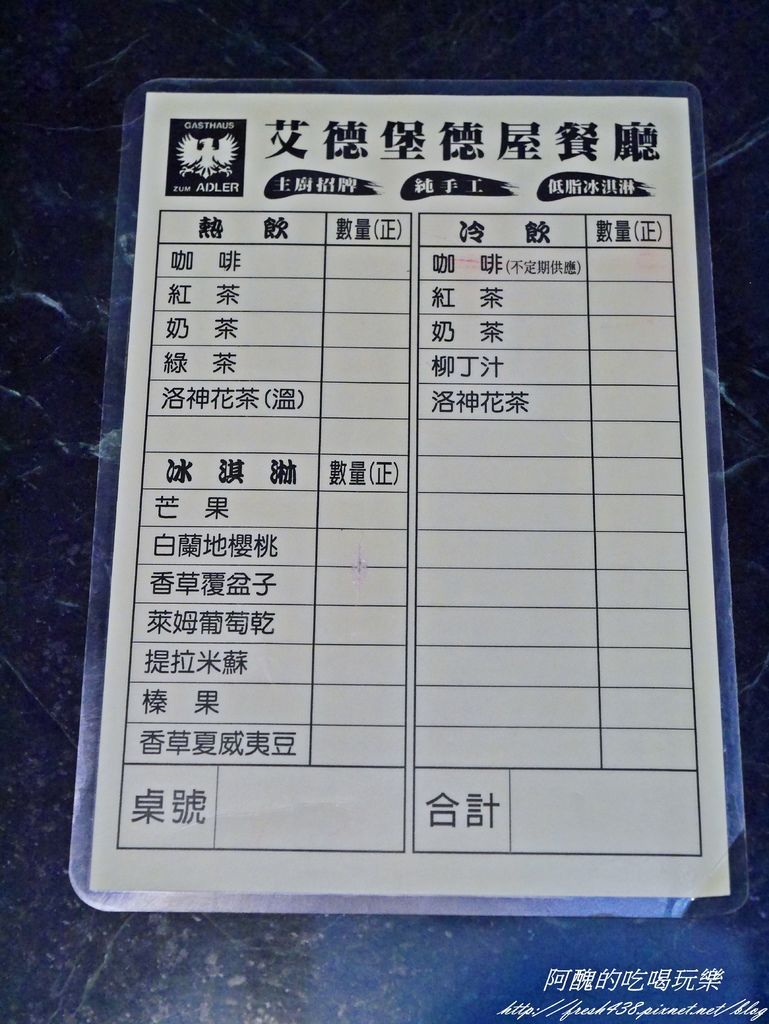 GASTHAUS
ZUM ADLER
艾德堡德屋餐廳
主廚招牌 純手工 低脂冰淇淋
熱飲 數量(正)
咖啡
紅茶
奶茶
綠茶
洛神花茶(溫)
冰淇淋 數量(正)
芒果
白蘭地櫻桃
香草覆盆子
萊姆葡萄乾
提拉米蘇
榛果
香草夏威夷豆
桌號
冷飲 數量(正)
咖啡(不定期供應)
紅茶
奶茶
柳丁汁
洛神花茶
合計
阿醜的吃喝玩樂
http://fresh438.pixnet.net/blog